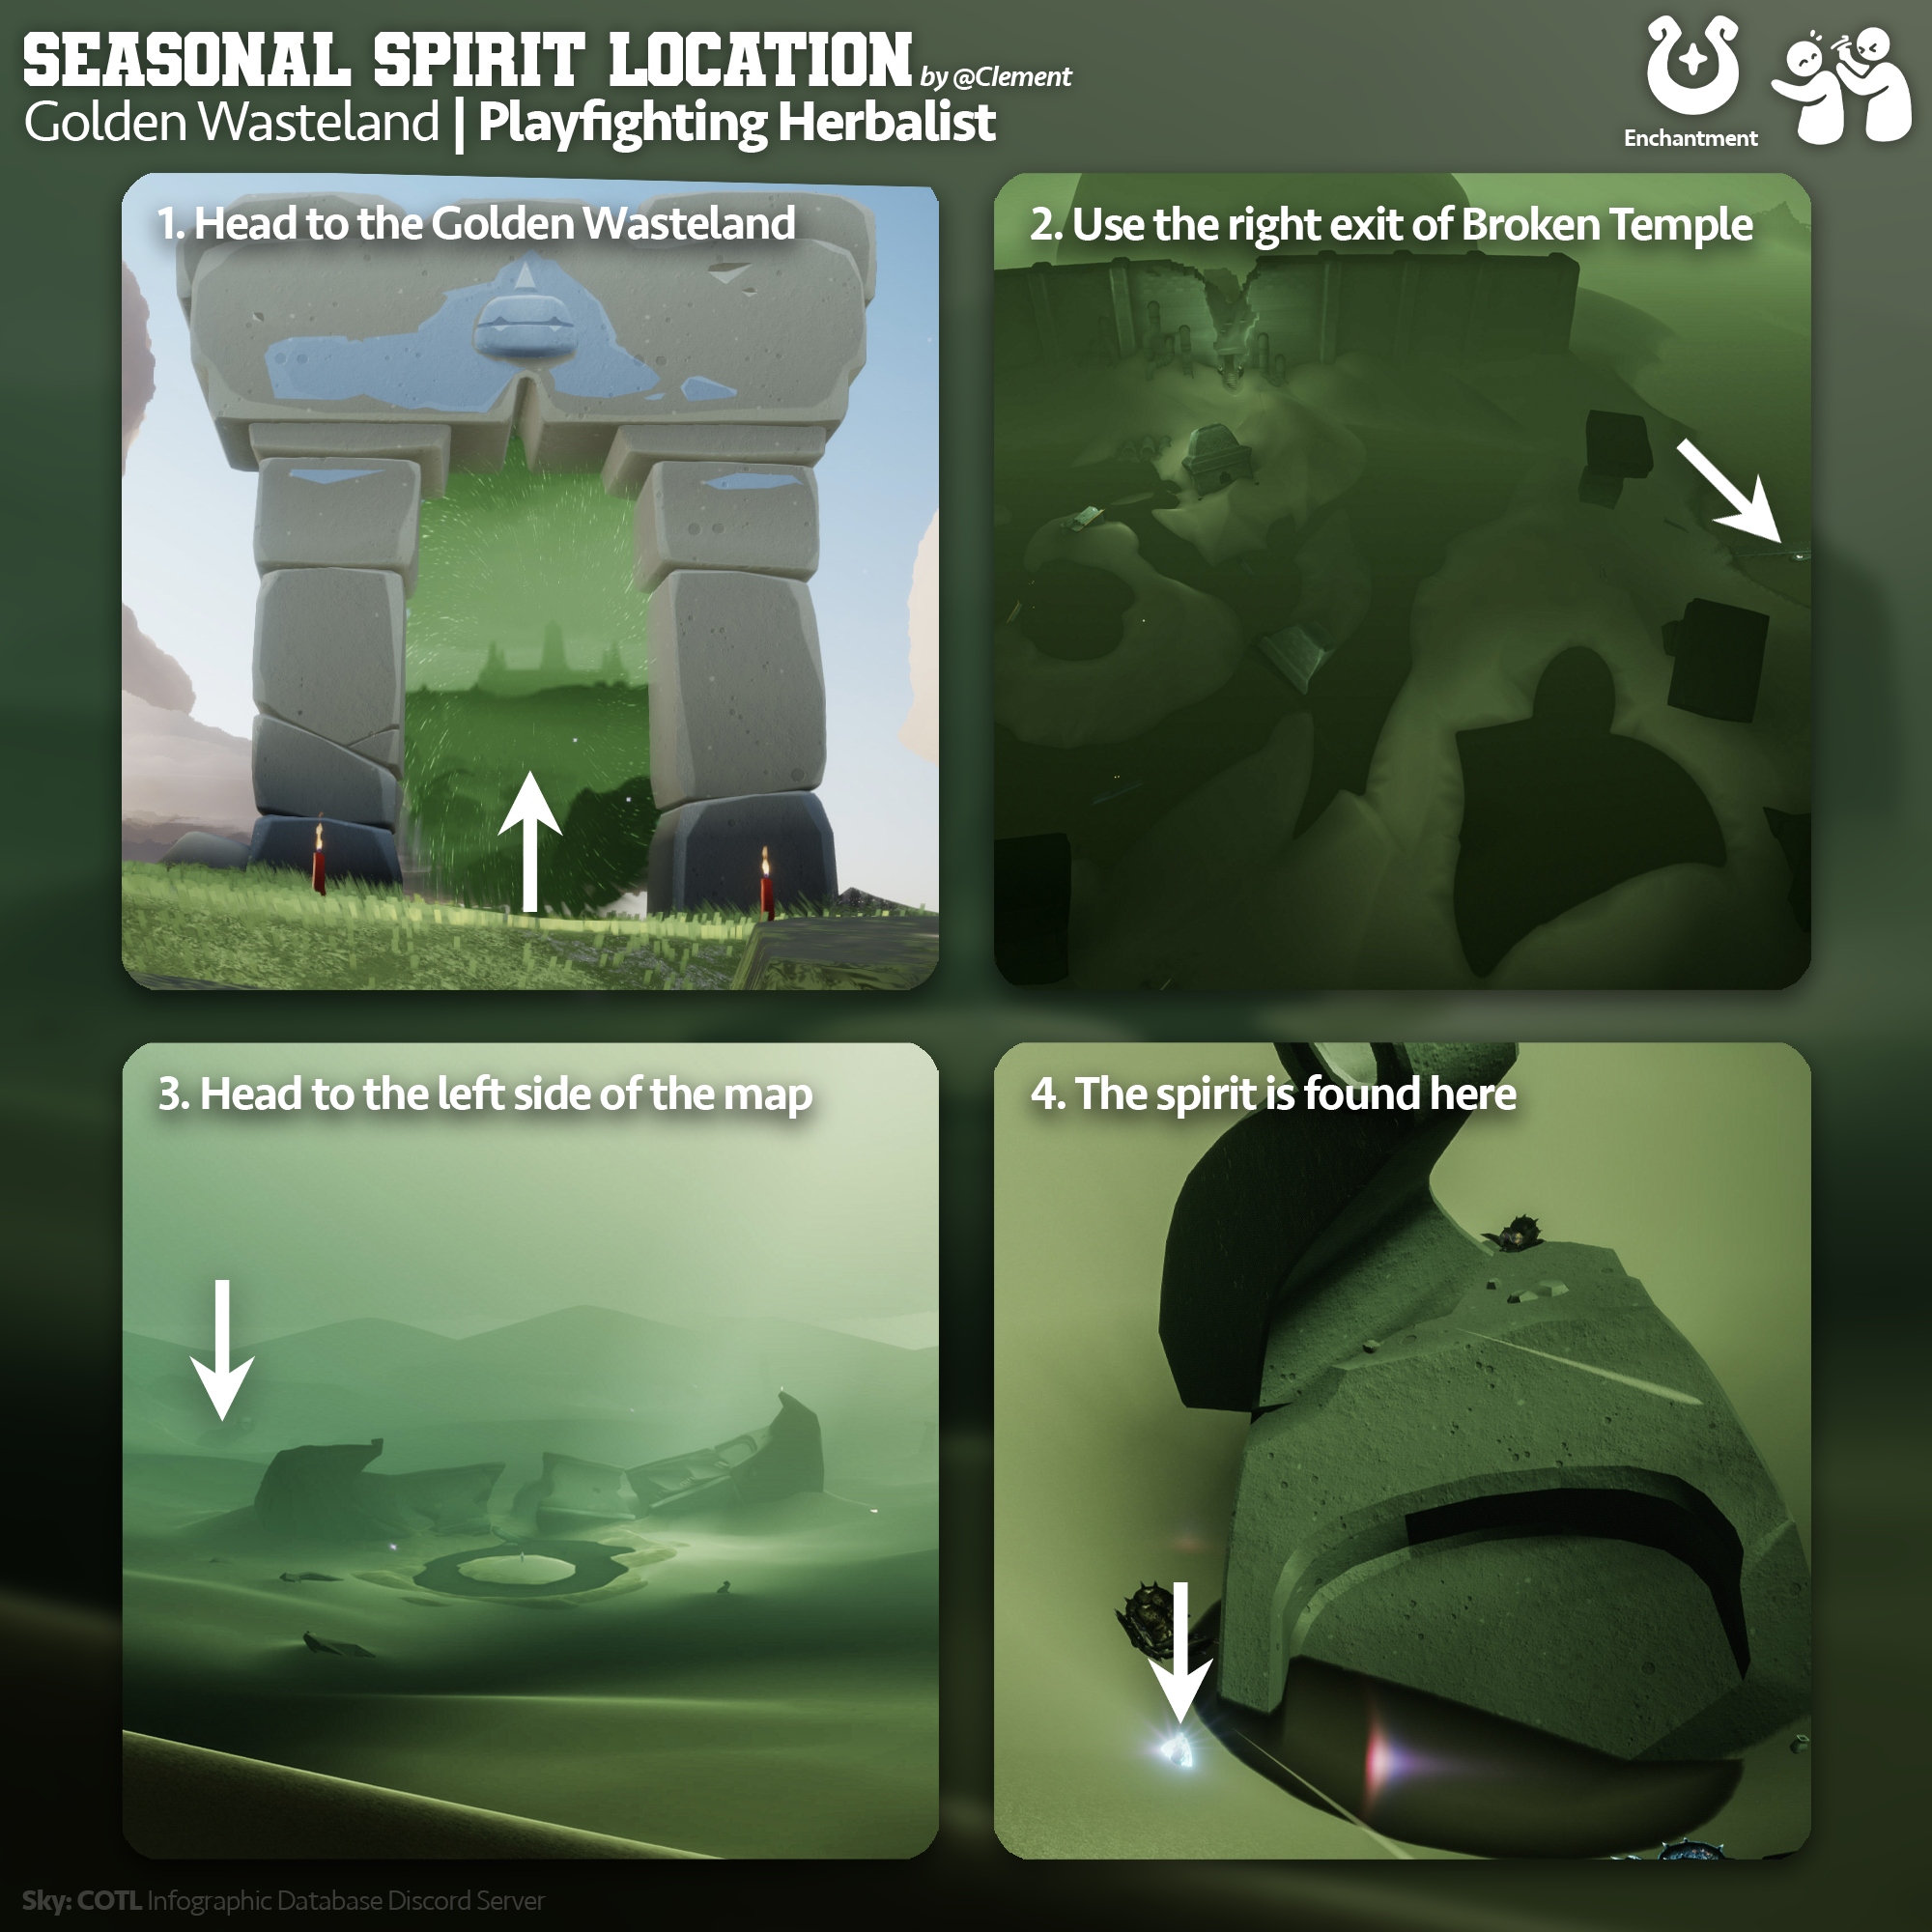 SEASONAL SPIRIT LOCATION by @Clement
Golden Wasteland | Playfighting Herbalist
Enchantment
1. Head to the Golden Wasteland
2. Use the right exit of Broken Temple
3. Head to the left side of the map
4. The spirit is found here
Sky: COTL Infographic Database Discord Server